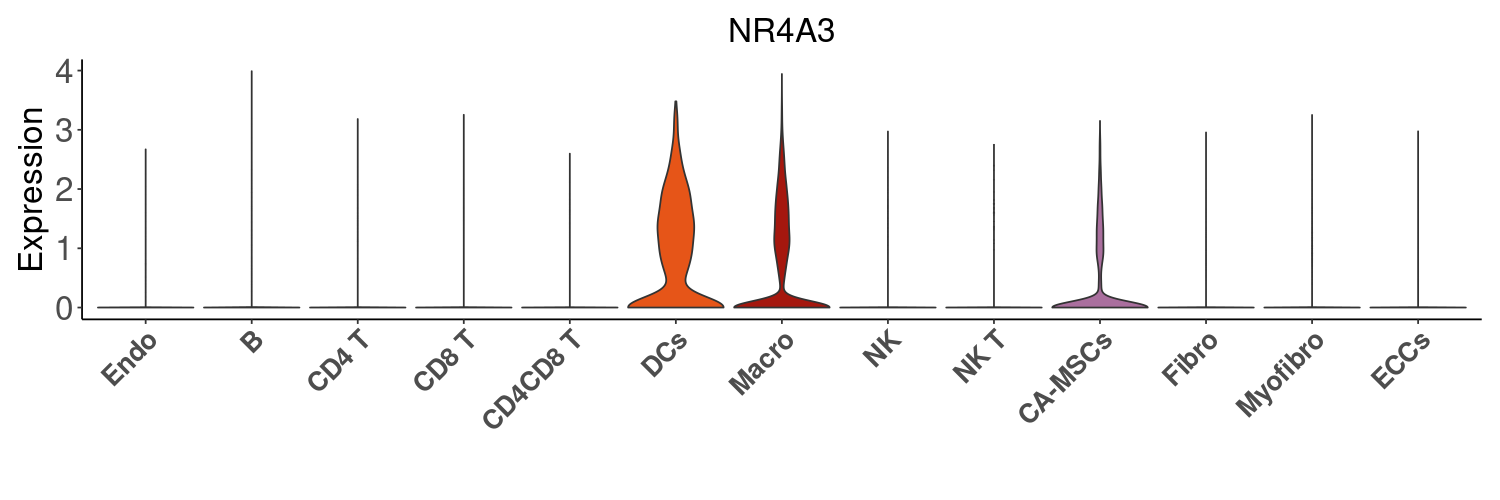 NR4A3
Expression
4
3
2
1
0
Endo
B
CD4 T
CD8 T
CD4CD8 T
DCs
Macro
NK
NK T
CA-MSCs
Fibro
Myofibro
ECCs